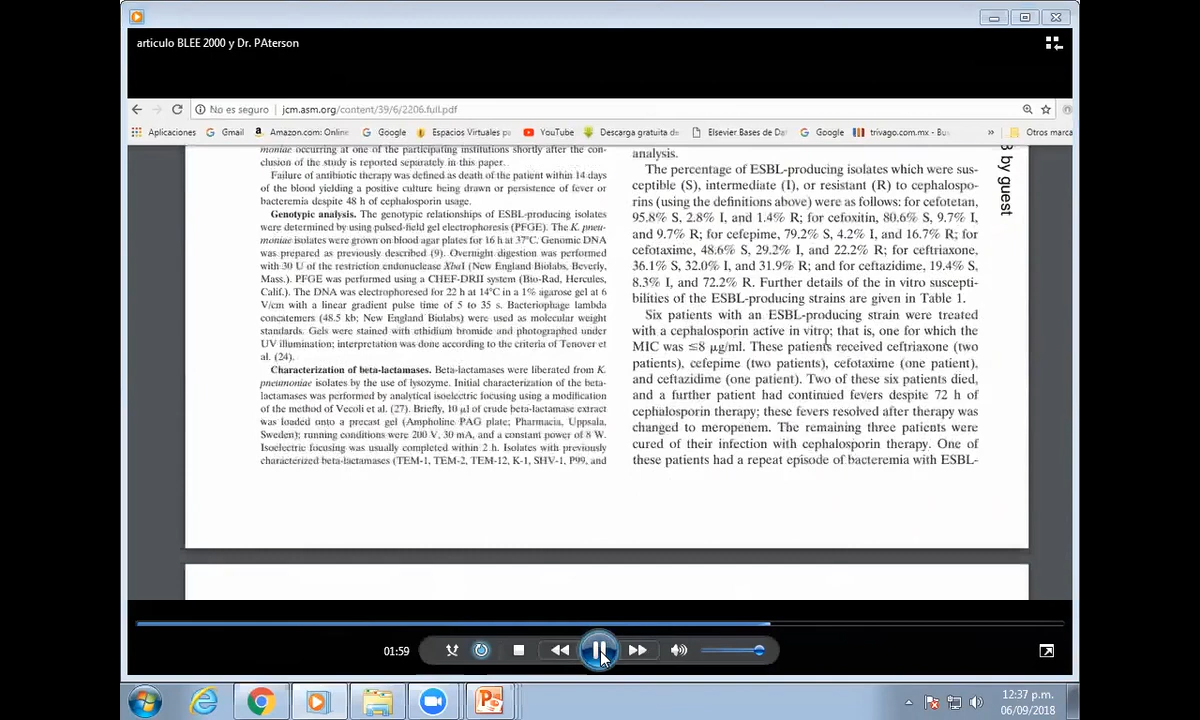 articulo BLEE 2000 y Dr. PAterson
No es seguro | jcm.asm.org/content/39/6/2206.full.pdf
Aplicaciones Gmail Amazon.com: Online Google Espacios Virtuales pa YouTube Descarga gratuita de Elsevier Bases de Dat Google trivago.com.mx - Bus » Otros marca
moniae occurring at one of the participating institutions shortly after the con-
clusion of the study is reported separately in this paper.
Failure of antibiotic therapy was defined as death of the patient within 14 days
of the blood yielding a positive culture being drawn or persistence of fever or
bacteremia despite 48 h of cephalosporin usage.
Genotypic analysis. The genotypic relationships of ESBL-producing isolates
were determined by using pulsed-field gel electrophoresis (PFGE). The K. pneu-
moniae isolates were grown on blood agar plates for 16 h at 37°C. Genomic DNA
was prepared as previously described (9). Overnight digestion was performed
with 30 U of the restriction endonuclease XbaI (New England Biolabs, Beverly,
Mass.). PFGE was performed using a CHEF-DRII system (Bio-Rad, Hercules,
Calif.). The DNA was electrophoresed for 22 h at 14°C in a 1% agarose gel at 6
V/cm with a linear gradient pulse time of 5 to 35 s. Bacteriophage lambda
concatemers (48.5 kb; New England Biolabs) were used as molecular weight
standards. Gels were stained with ethidium bromide and photographed under
UV illumination; interpretation was done according to the criteria of Tenover et
al. (24).
Characterization of beta-lactamases. Beta-lactamases were liberated from K.
pneumoniae isolates by the use of lysozyme. Initial characterization of the beta-
lactamases was performed by analytical isoelectric focusing using a modification
of the method of Vecoli et al. (27). Briefly, 10 μl of crude beta-lactamase extract
was loaded onto a precast gel (Ampholine PAG plate; Pharmacia, Uppsala,
Sweden); running conditions were 200 V, 30 mA, and a constant power of 8 W.
Isoelectric focusing was usually completed within 2 h. Isolates with previously
characterized beta-lactamases (TEM-1, TEM-2, TEM-12, K-1, SHV-1, P99, and
analysis.
The percentage of ESBL-producing isolates which were sus-
ceptible (S), intermediate (I), or resistant (R) to cephalospo-
rins (using the definitions above) were as follows: for cefotetan,
95.8% S, 2.8% I, and 1.4% R; for cefoxitin, 80.6% S, 9.7% I,
and 9.7% R; for cefepime, 79.2% S, 4.2% I, and 16.7% R; for
cefotaxime, 48.6% S, 29.2% I, and 22.2% R; for ceftriaxone,
36.1% S, 32.0% I, and 31.9% R; and for ceftazidime, 19.4% S,
8.3% I, and 72.2% R. Further details of the in vitro suscepti-
bilities of the ESBL-producing strains are given in Table 1.
Six patients with an ESBL-producing strain were treated
with a cephalosporin active in vitro; that is, one for which the
MIC was ≤8 μg/ml. These patients received ceftriaxone (two
patients), cefepime (two patients), cefotaxime (one patient),
and ceftazidime (one patient). Two of these six patients died,
and a further patient had continued fevers despite 72 h of
cephalosporin therapy; these fevers resolved after therapy was
changed to meropenem. The remaining three patients were
cured of their infection with cephalosporin therapy. One of
these patients had a repeat episode of bacteremia with ESBL-
by guest
01:59
12:37 p.m.
06/09/2018